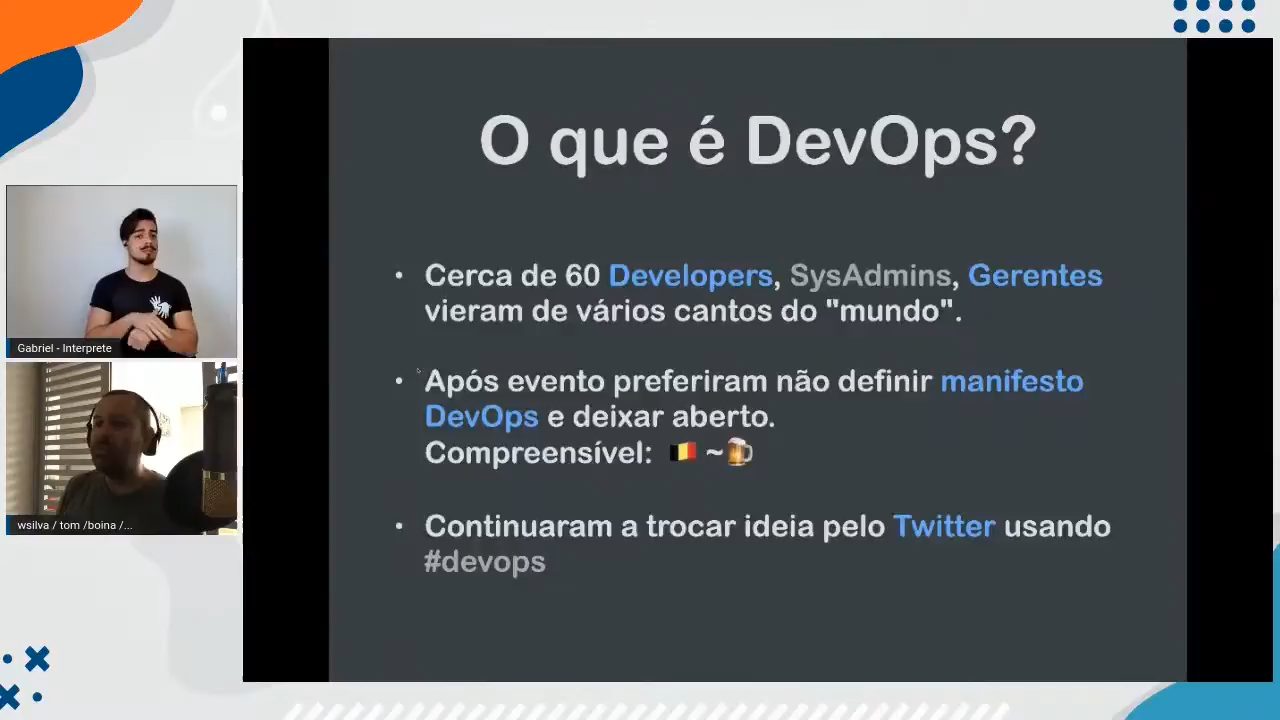 O que é DevOps?
• Cerca de 60 Developers, SysAdmins, Gerentes
vieram de vários cantos do "mundo".
• Após evento preferiram não definir manifesto
DevOps e deixar aberto.
Compreensível: 🇧🇪 ~🍺
• Continuaram a trocar ideia pelo Twitter usando
#devops
Gabriel - Interprete
wsilva / tom /boina /...